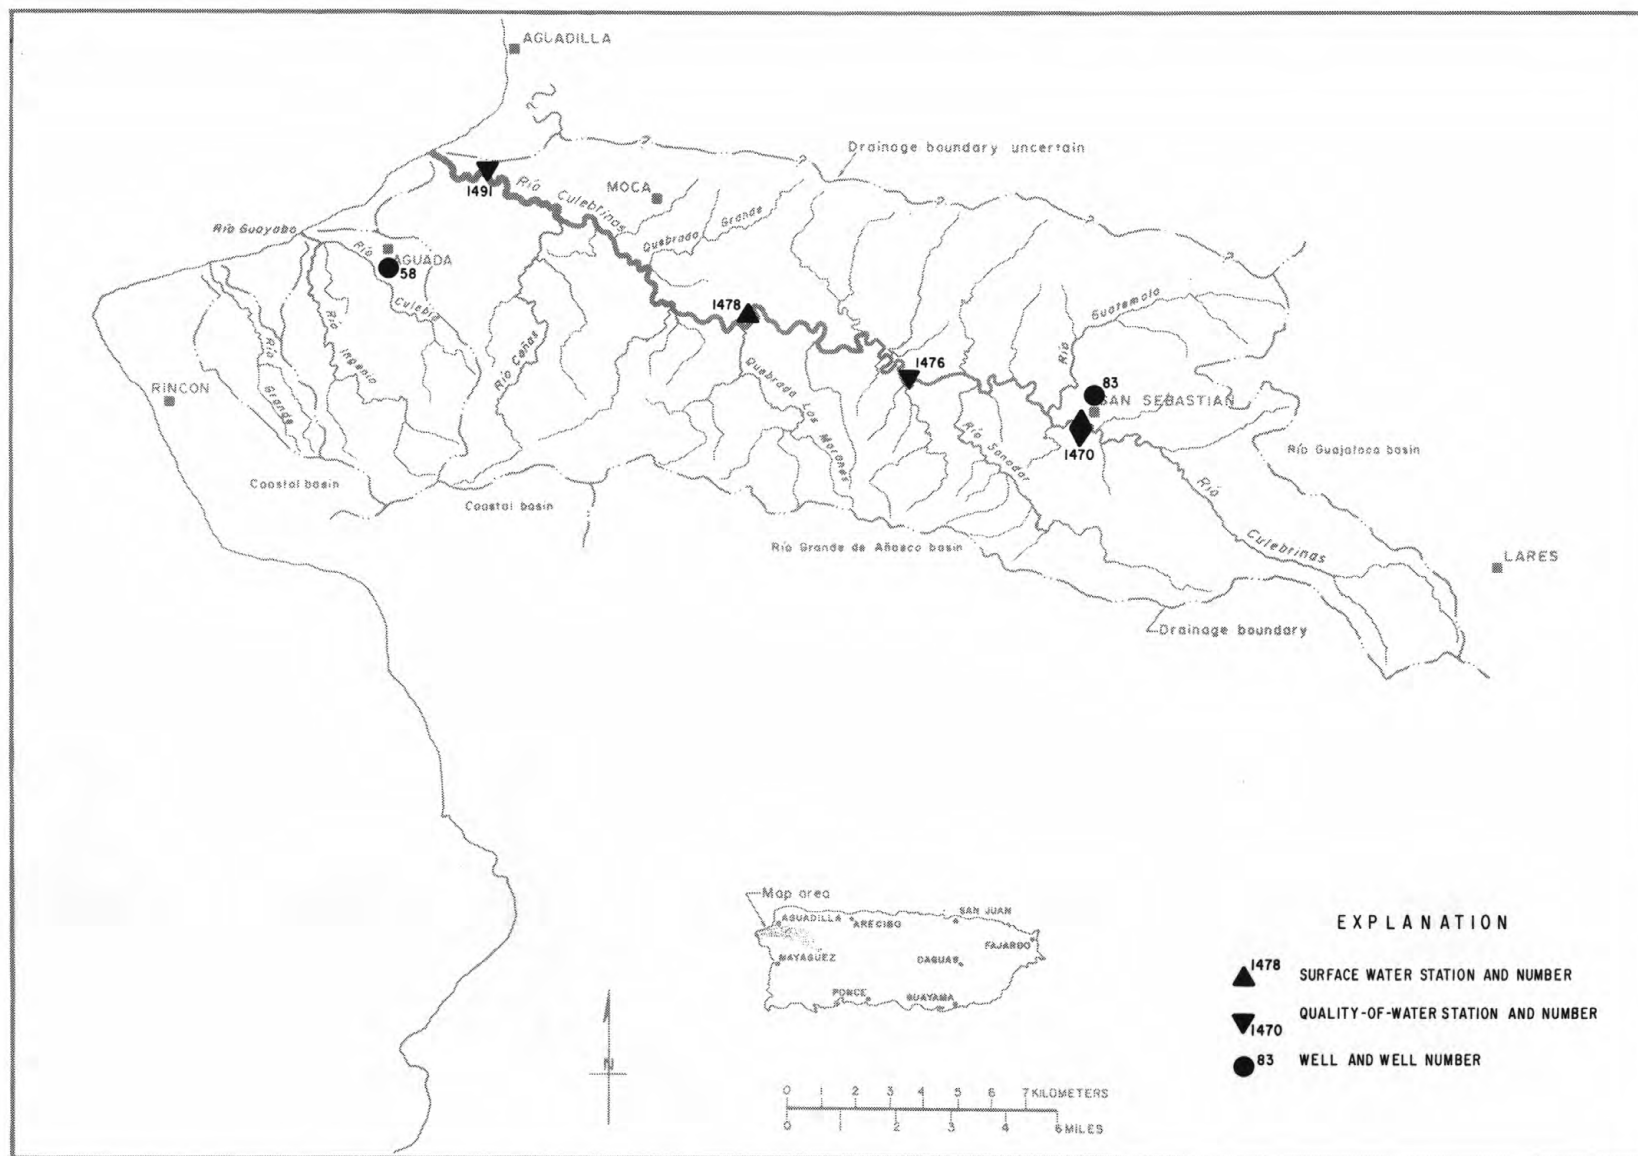 AGUADILLA
Drainage boundary uncertain
1491
Río Culebrinas
MOCA
Quebrada Grande
Río Guayabo
Río Culebra
AGUADA
58
1478
Río Guatemala
1476
83
SAN SEBASTIAN
1470
RINCON
Río Grande
Río Ingenio
Río Cañas
Quebrada Las Marones
Río Sonador
Río Guajataca basin
Río Culebrinas
Coastal basin
Coastal basin
Río Grande de Añasco basin
LARES
Drainage boundary
Map area
AGUADILLA
ARECIBO
SAN JUAN
FAJARDO
MAYAGUEZ
CAGUAS
PONCE
GUAYAMA
N
0 1 2 3 4 5 6 7 KILOMETERS
0 1 2 4 6 MILES
EXPLANATION
1478 SURFACE WATER STATION AND NUMBER
1470 QUALITY-OF-WATER STATION AND NUMBER
83 WELL AND WELL NUMBER